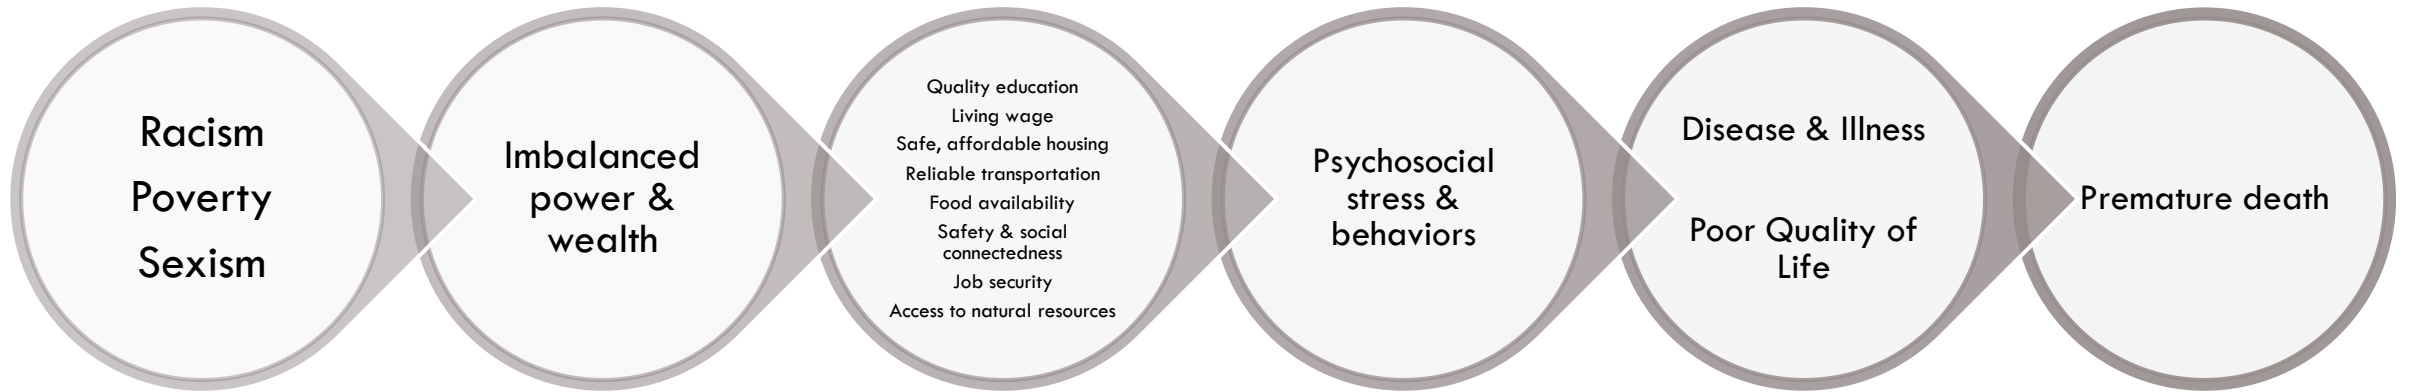 Racism
Poverty
Sexism
Imbalanced
power &
wealth
Quality education
Living wage
Safe, affordable housing
Reliable transportation
Food availability
Safety & social
connectedness
Job security
Access to natural resources
Psychosocial
stress &
behaviors
Disease & Illness
Poor Quality of
Life
Premature death